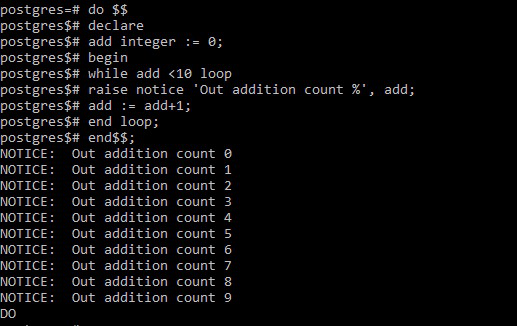 postgres=# do $$
postgres$# declare
postgres$# add integer := 0;
postgres$# begin
postgres$# while add <10 loop
postgres$# raise notice 'Out addition count %', add;
postgres$# add := add+1;
postgres$# end loop;
postgres$# end$$;
NOTICE:  Out addition count 0
NOTICE:  Out addition count 1
NOTICE:  Out addition count 2
NOTICE:  Out addition count 3
NOTICE:  Out addition count 4
NOTICE:  Out addition count 5
NOTICE:  Out addition count 6
NOTICE:  Out addition count 7
NOTICE:  Out addition count 8
NOTICE:  Out addition count 9
DO